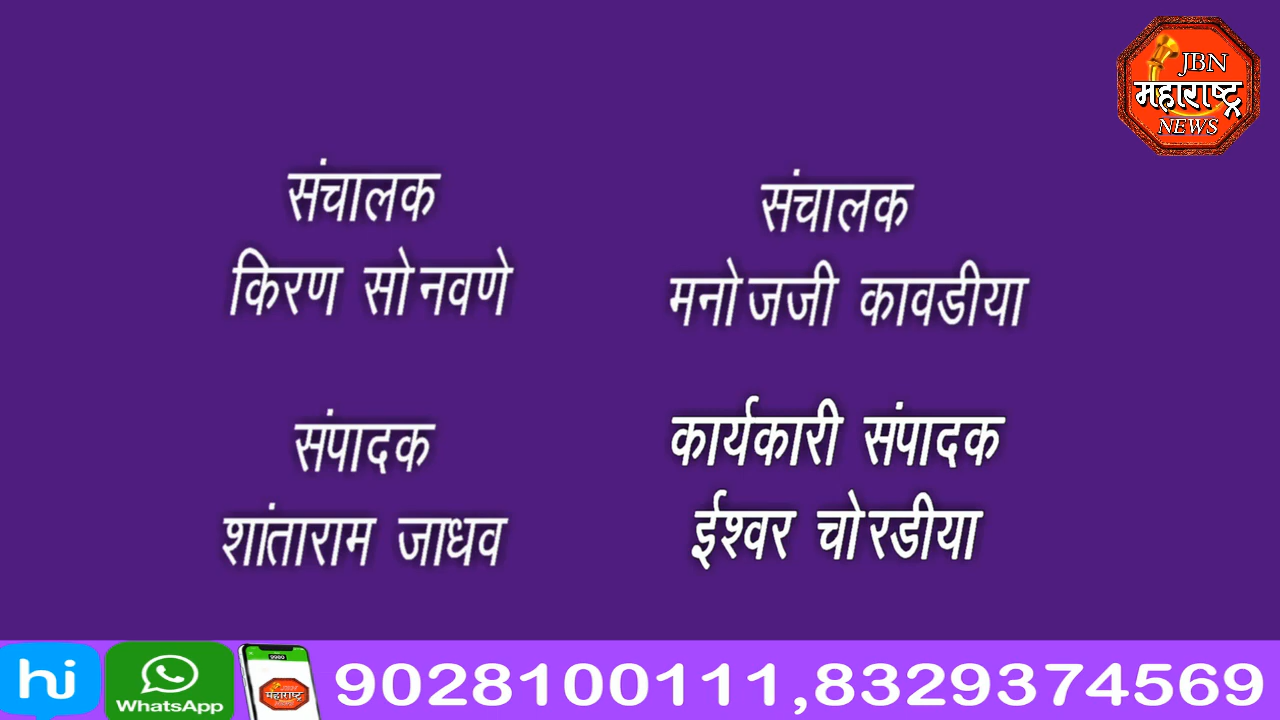 JBN
महाराष्ट्र
NEWS
संचालक
किरण सोनवणे
संचालक
मनोजजी कावडीया
संपादक
शांताराम जाधव
कार्यकारी संपादक
ईश्वर चोरडीया
hi
WhatsApp
महाराष्ट्र
9028100111,8329374569